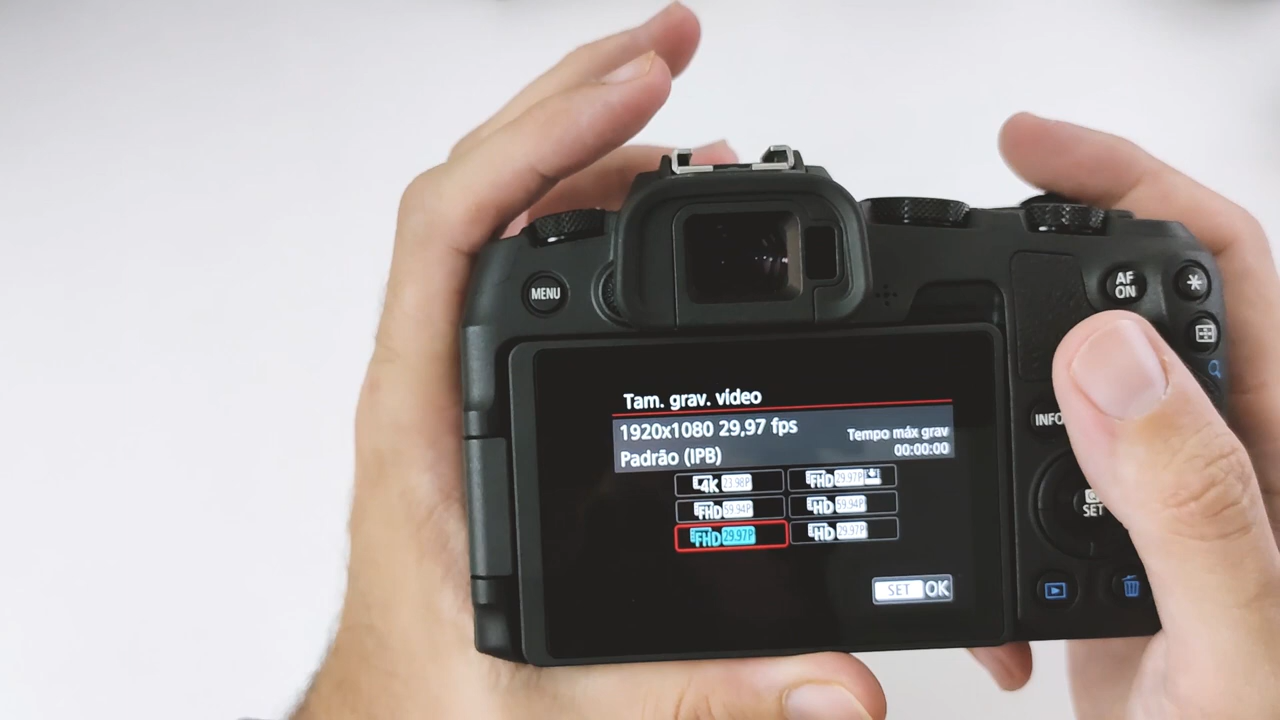 MENU
AF
ON
*
INFO
SET
Tam. grav. vídeo
1920x1080 29,97 fps
Tempo máx grav
Padrão (IPB)
00:00:00
4K 23.98P
FHD 29.97P
FHD 59.94P
HD 59.94P
FHD 29.97P
HD 29.97P
SET OK